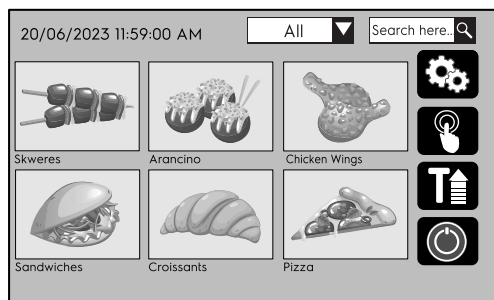 20/06/2023 11:59:00 AM
All
Search here..
Skweres
Arancino
Chicken Wings
T
Sandwiches
Croissants
Pizza